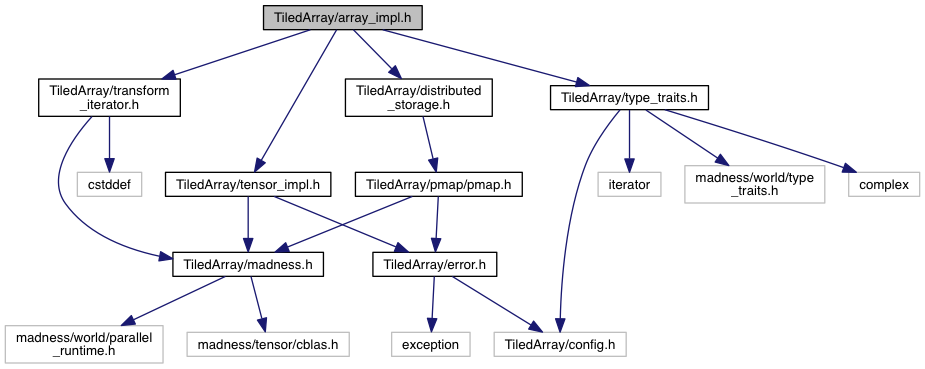 TiledArray/array_impl.h
TiledArray/transform
_iterator.h
TiledArray/distributed
_storage.h
TiledArray/type_traits.h
cstddef
TiledArray/tensor_impl.h
TiledArray/pmap/pmap.h
iterator
madness/world/type
_traits.h
complex
TiledArray/madness.h
TiledArray/error.h
madness/world/parallel
_runtime.h
madness/tensor/cblas.h
exception
TiledArray/config.h